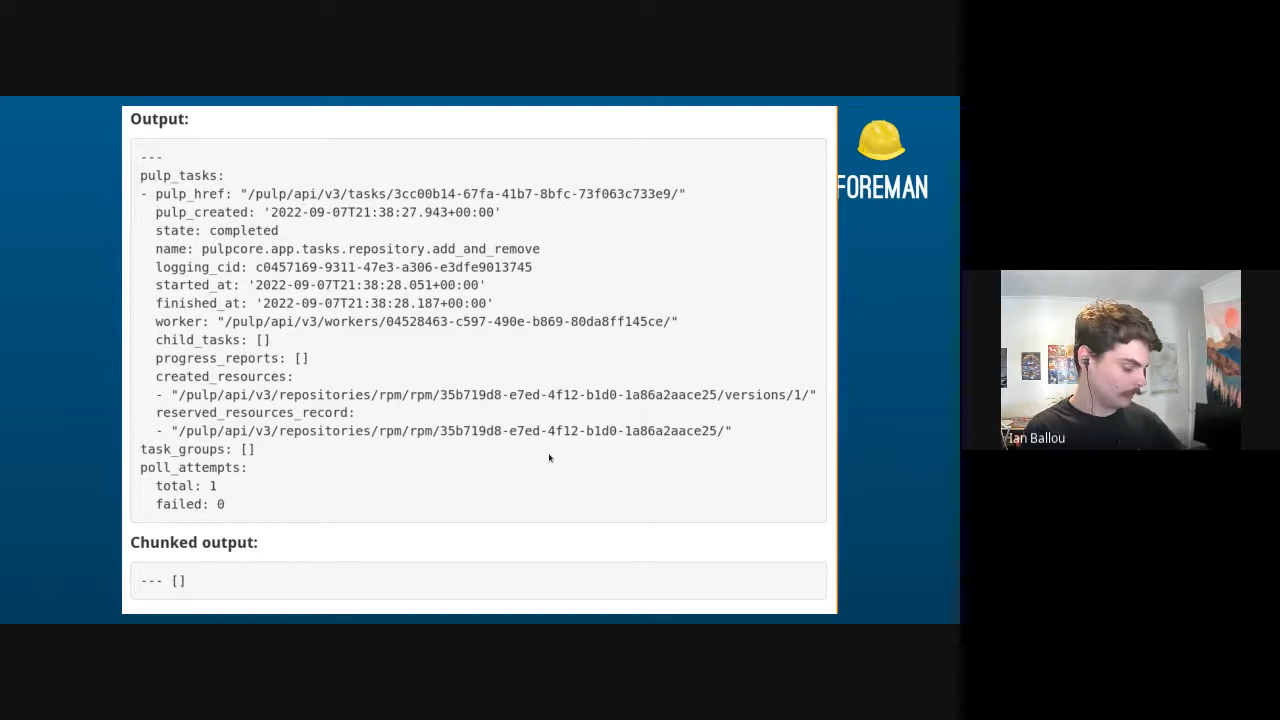 Output:
---
pulp_tasks:
- pulp_href: "/pulp/api/v3/tasks/3cc00b14-67fa-41b7-8bfc-73f063c733e9/"
  pulp_created: '2022-09-07T21:38:27.943+00:00'
  state: completed
  name: pulpcore.app.tasks.repository.add_and_remove
  logging_cid: c0457169-9311-47e3-a306-e3dfe9013745
  started_at: '2022-09-07T21:38:28.051+00:00'
  finished_at: '2022-09-07T21:38:28.187+00:00'
  worker: "/pulp/api/v3/workers/04528463-c597-490e-b869-80da8ff145ce/"
  child_tasks: []
  progress_reports: []
  created_resources:
  - "/pulp/api/v3/repositories/rpm/rpm/35b719d8-e7ed-4f12-b1d0-1a86a2aace25/versions/1/"
  reserved_resources_record:
  - "/pulp/api/v3/repositories/rpm/rpm/35b719d8-e7ed-4f12-b1d0-1a86a2aace25/"
task_groups: []
poll_attempts:
  total: 1
  failed: 0
Chunked output:
--- []
FOREMAN
Ian Ballou